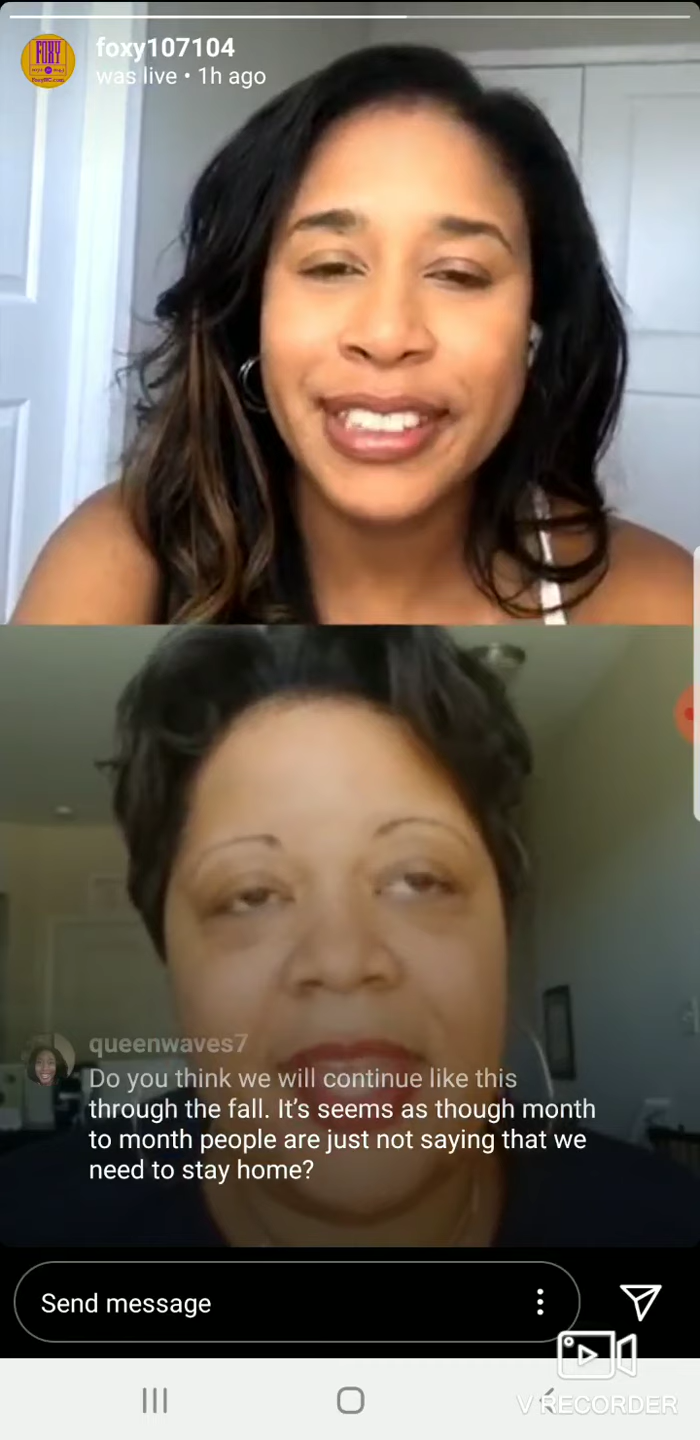 FOXY
foxy107104
was live • 1h ago
queenwaves7
Do you think we will continue like this
through the fall. It's seems as though month
to month people are just not saying that we
need to stay home?
Send message
V RECORDER